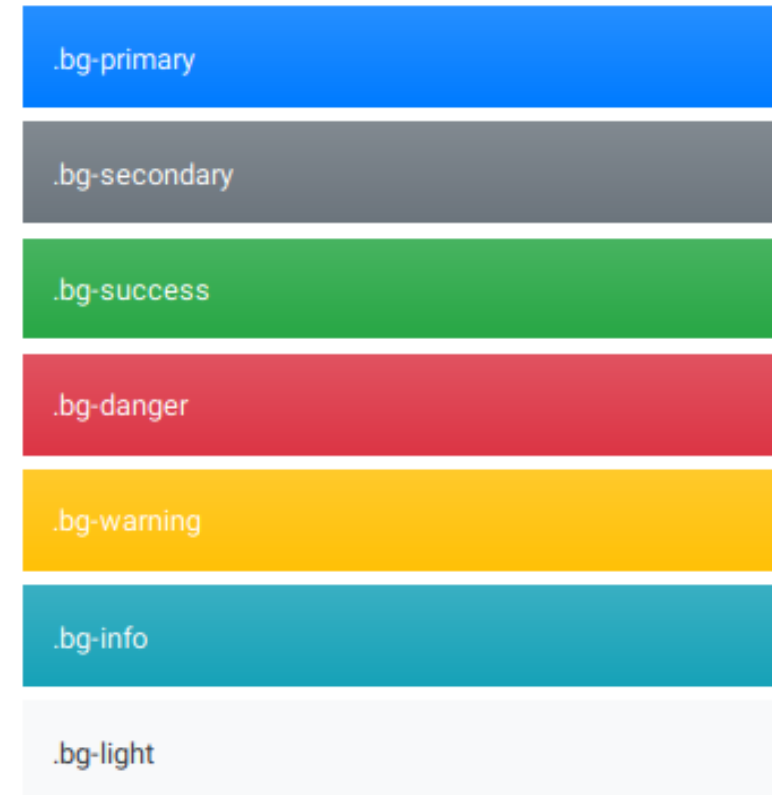 .bg-primary
.bg-secondary
.bg-success
.bg-danger
.bg-warning
.bg-info
.bg-light